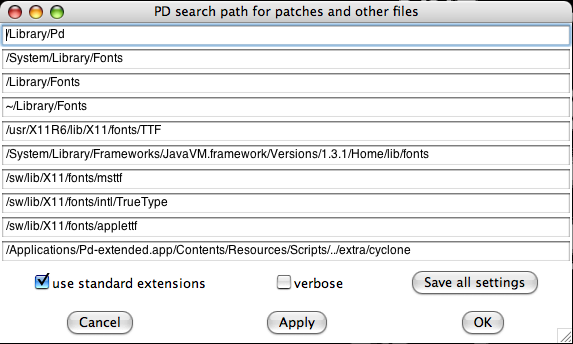 PD search path for patches and other files
/Library/Pd
/System/Library/Fonts
/Library/Fonts
~/Library/Fonts
/usr/X11R6/lib/X11/fonts/TTF
/System/Library/Frameworks/JavaVM.framework/Versions/1.3.1/Home/lib/fonts
/sw/lib/X11/fonts/msttf
/sw/lib/X11/fonts/intl/TrueType
/sw/lib/X11/fonts/applettf
/Applications/Pd-extended.app/Contents/Resources/Scripts/../extra/cyclone
use standard extensions verbose Save all settings
Cancel Apply OK